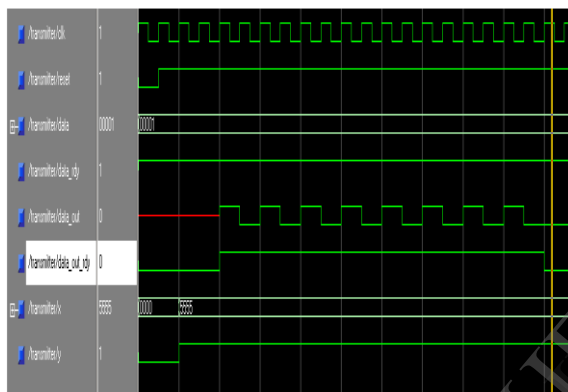 /transmitter/clk 1
/transmitter/reset 1
/transmitter/data 00001 00001
/transmitter/data_rdy 1
/transmitter/data_out 0
/transmitter/data_out_rdy 0
/transmitter/x 5555 0000 5555
/transmitter/y 1